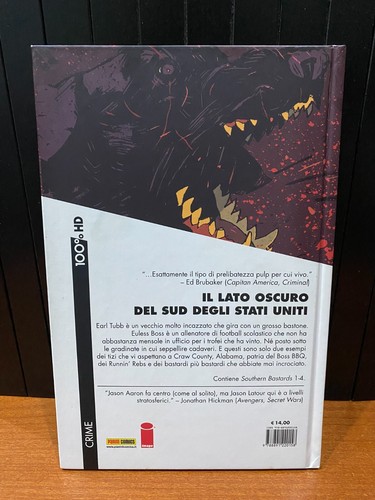 100% HD
"...Esattamente il tipo di prelibatezza pulp per cui vivo."
– Ed Brubaker (Capitan America, Criminal)
IL LATO OSCURO
DEL SUD DEGLI STATI UNITI
Earl Tubb è un vecchio molto incazzato che gira con un grosso bastone.
Euless Boss è un allenatore di football scolastico che non ha
abbastanza mensole in ufficio per i trofei che ha vinto. Né posto sotto
le gradinate in cui seppellire cadaveri. E questi sono solo due esempi
dei tizi che vi aspettano a Craw County, Alabama, patria del Boss BBQ,
dei Runnin' Rebs e dei bastardi più bastardi che abbiate mai incrociato.
Contiene Southern Bastards 1-4.
"Jason Aaron fa centro (come al solito), ma Jason Latour qui è a livelli
stratosferici." – Jonathan Hickman (Avengers, Secret Wars)
CRIME
PANINI COMICS
image
€ 14,00